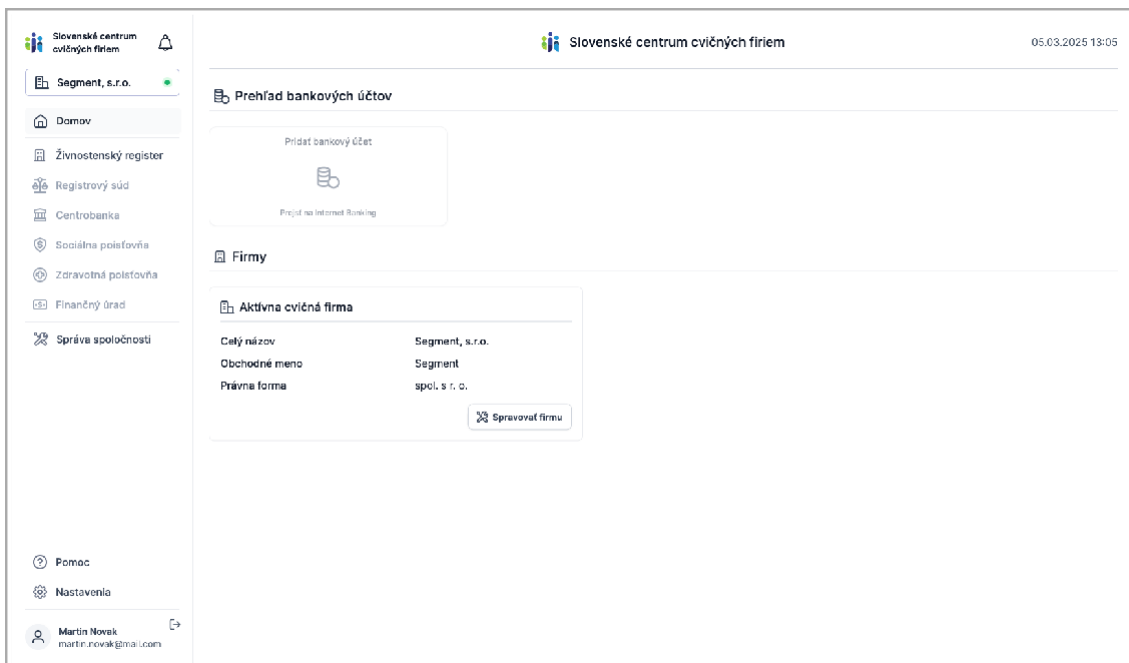 Slovenské centrum
cvičných firiem
Segment, s.r.o.
Domov
Živnostenský register
Registrový súd
Centrobanka
Sociálna poisťovňa
Zdravotná poisťovňa
Finančný úrad
Správa spoločnosti
Pomoc
Nastavenia
Martin Novak
martin.novak@mail.com
Slovenské centrum cvičných firiem
05.03.2025 13:05
Prehľad bankových účtov
Pridať bankový účet
Prejsť na Internet Banking
Firmy
Aktívna cvičná firma
Celý názov Segment, s.r.o.
Obchodné meno Segment
Právna forma spol. s r. o.
Spravovať firmu